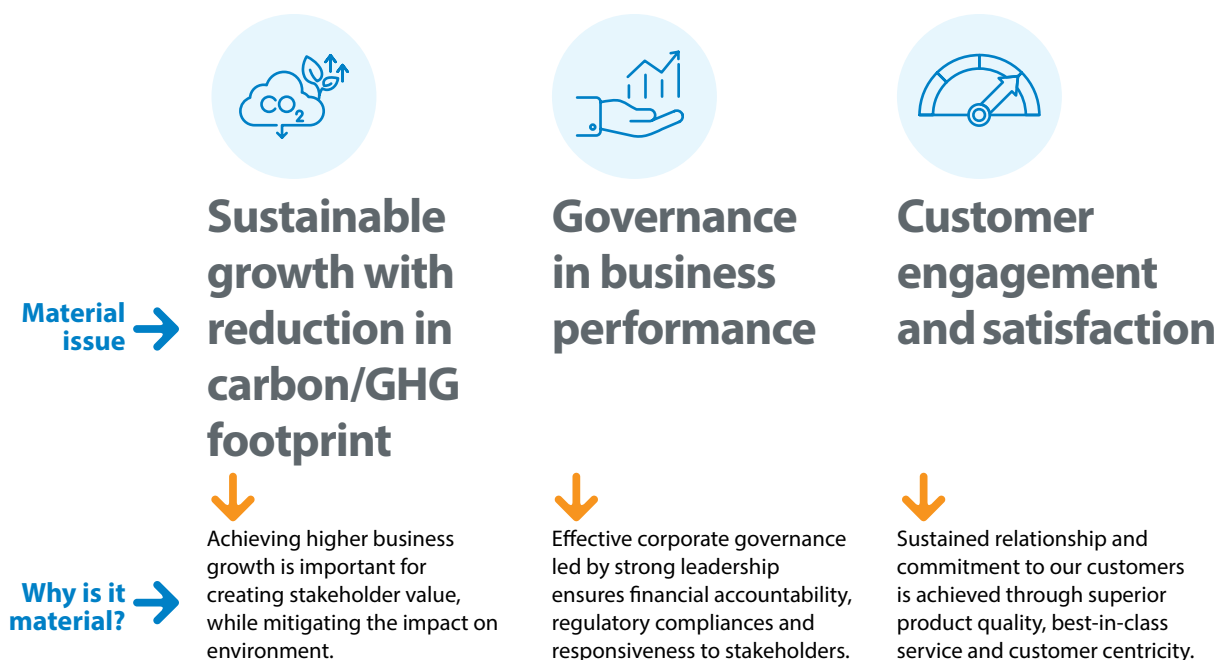 CO2
Material
issue
Sustainable
growth with
reduction in
carbon/GHG
footprint
Governance
in business
performance
Customer
engagement
and satisfaction
Why is it
material?
Achieving higher business
growth is important for
creating stakeholder value,
while mitigating the impact on
environment.
Effective corporate governance
led by strong leadership
ensures financial accountability,
regulatory compliances and
responsiveness to stakeholders.
Sustained relationship and
commitment to our customers
is achieved through superior
product quality, best-in-class
service and customer centricity.